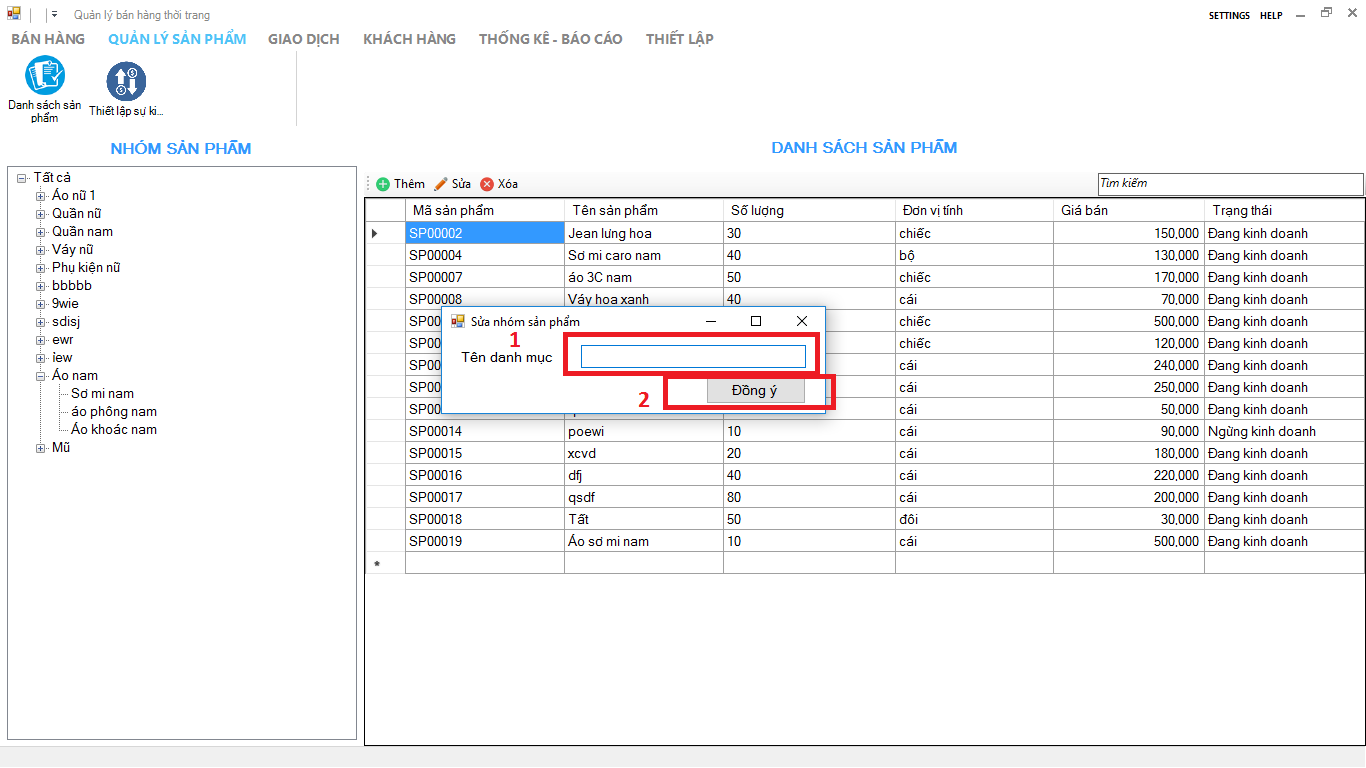 Quản lý bán hàng thời trang
SETTINGS HELP
BÁN HÀNG QUẢN LÝ SẢN PHẨM GIAO DỊCH KHÁCH HÀNG THỐNG KÊ - BÁO CÁO THIẾT LẬP
Danh sách sản phẩm
Thiết lập sự ki...
NHÓM SẢN PHẨM
Tất cả
Áo nữ 1
Quần nữ
Quần nam
Váy nữ
Phụ kiện nữ
bbbbb
9wie
sdisj
ewr
iew
Áo nam
Sơ mi nam
áo phông nam
Áo khoác nam
Mũ
DANH SÁCH SẢN PHẨM
Thêm Sửa Xóa
Tìm kiếm
Mã sản phẩm Tên sản phẩm Số lượng Đơn vị tính Giá bán Trạng thái
SP00002 Jean lưng hoa 30 chiếc 150,000 Đang kinh doanh
SP00004 Sơ mi caro nam 40 bộ 130,000 Đang kinh doanh
SP00007 áo 3C nam 50 chiếc 170,000 Đang kinh doanh
SP00008 Váy hoa xanh 40 cái 70,000 Đang kinh doanh
SP00 chiếc 500,000 Đang kinh doanh
SP00 chiếc 120,000 Đang kinh doanh
SP00 cái 240,000 Đang kinh doanh
SP00 cái 250,000 Đang kinh doanh
SP00 cái 50,000 Đang kinh doanh
SP00014 poewi 10 cái 90,000 Ngừng kinh doanh
SP00015 xcvd 20 cái 180,000 Đang kinh doanh
SP00016 dfj 40 cái 220,000 Đang kinh doanh
SP00017 qsdf 80 cái 200,000 Đang kinh doanh
SP00018 Tất 50 đôi 30,000 Đang kinh doanh
SP00019 Áo sơ mi nam 10 cái 500,000 Đang kinh doanh
Sửa nhóm sản phẩm
1
Tên danh mục
2
Đồng ý